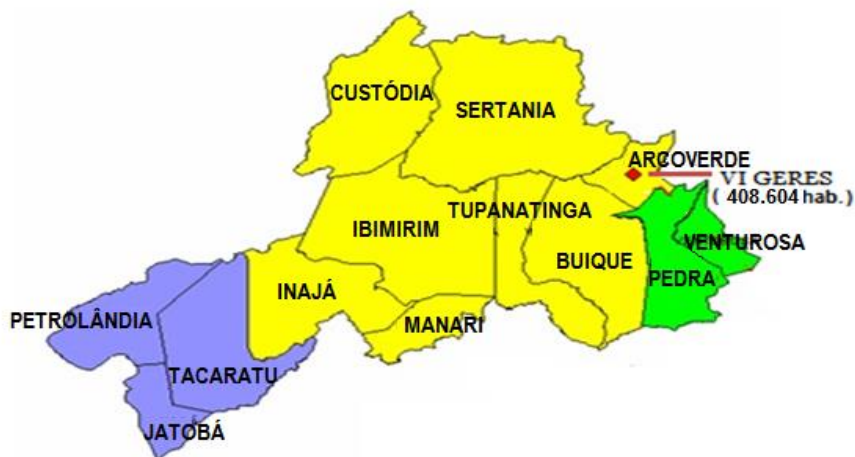 CUSTÓDIA
SERTANIA
ARCOVERDE
VI GERES
( 408.604 hab.)
TUPANATINGA
IBIMIRIM
VENTUROSA
BUIQUE
PEDRA
INAJÁ
PETROLÂNDIA
MANARI
TACARATU
JATOBÁ